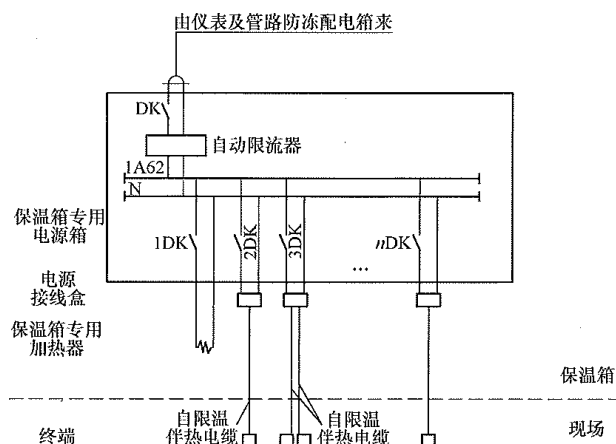 由仪表及管路防冻配电箱来
DK
自动限流器
1A62
N
保温箱专用
电源箱
1DK
2DK
3DK
nDK
...
电源
接线盒
保温箱专用
加热器
保温箱
自限温
伴热电缆
自限温
伴热电缆
终端
现场